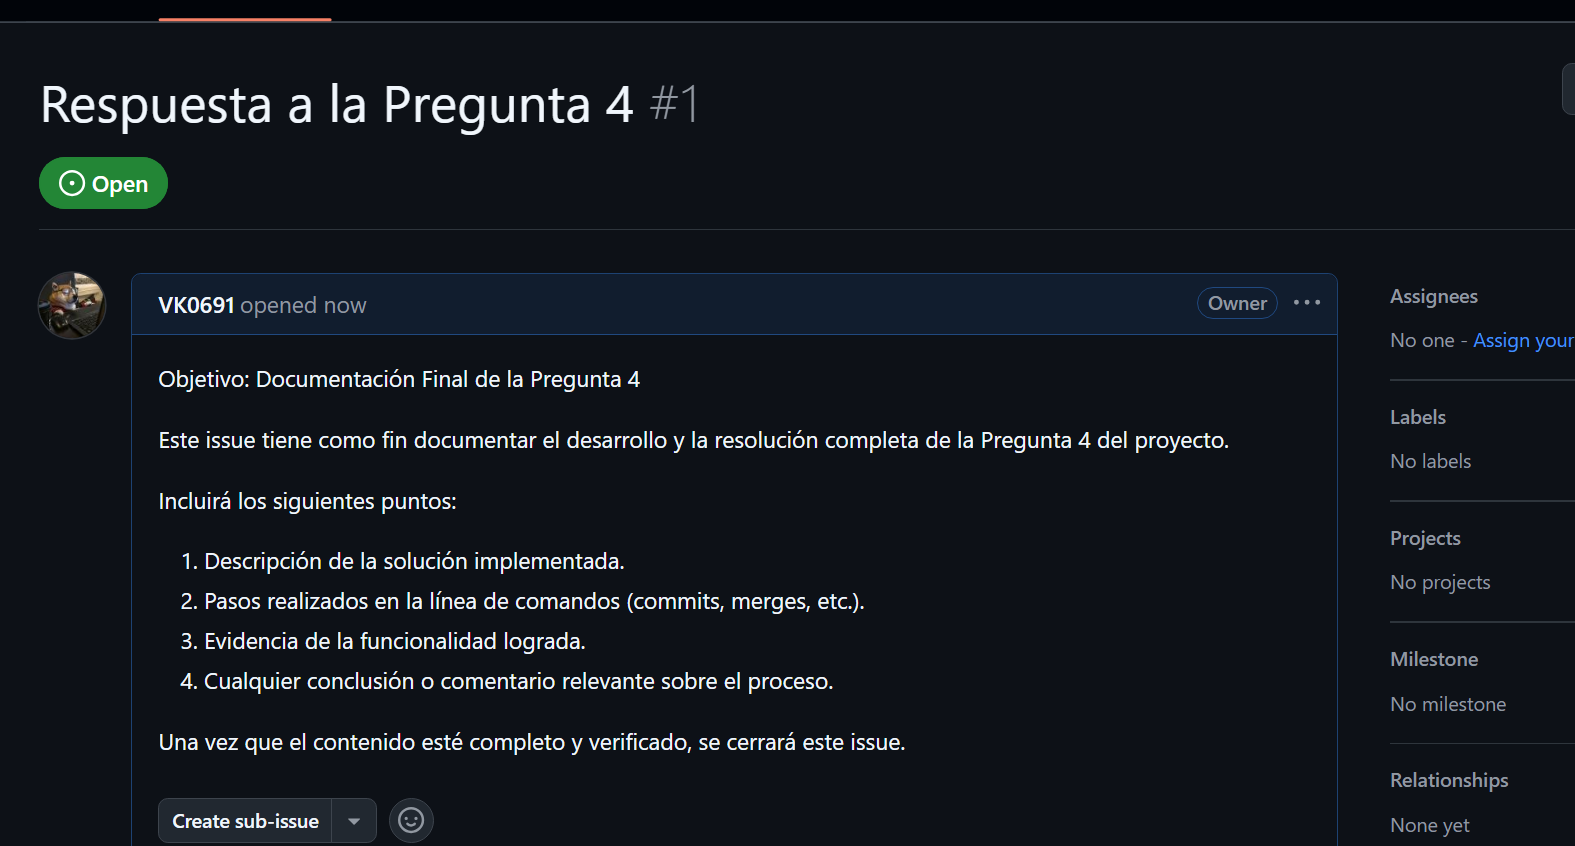 Respuesta a la Pregunta 4 #1
Open
VK0691 opened now
Owner
Objetivo: Documentación Final de la Pregunta 4
Este issue tiene como fin documentar el desarrollo y la resolución completa de la Pregunta 4 del proyecto.
Incluirá los siguientes puntos:
1. Descripción de la solución implementada.
2. Pasos realizados en la línea de comandos (commits, merges, etc.).
3. Evidencia de la funcionalidad lograda.
4. Cualquier conclusión o comentario relevante sobre el proceso.
Una vez que el contenido esté completo y verificado, se cerrará este issue.
Create sub-issue
Assignees
No one - Assign your
Labels
No labels
Projects
No projects
Milestone
No milestone
Relationships
None yet